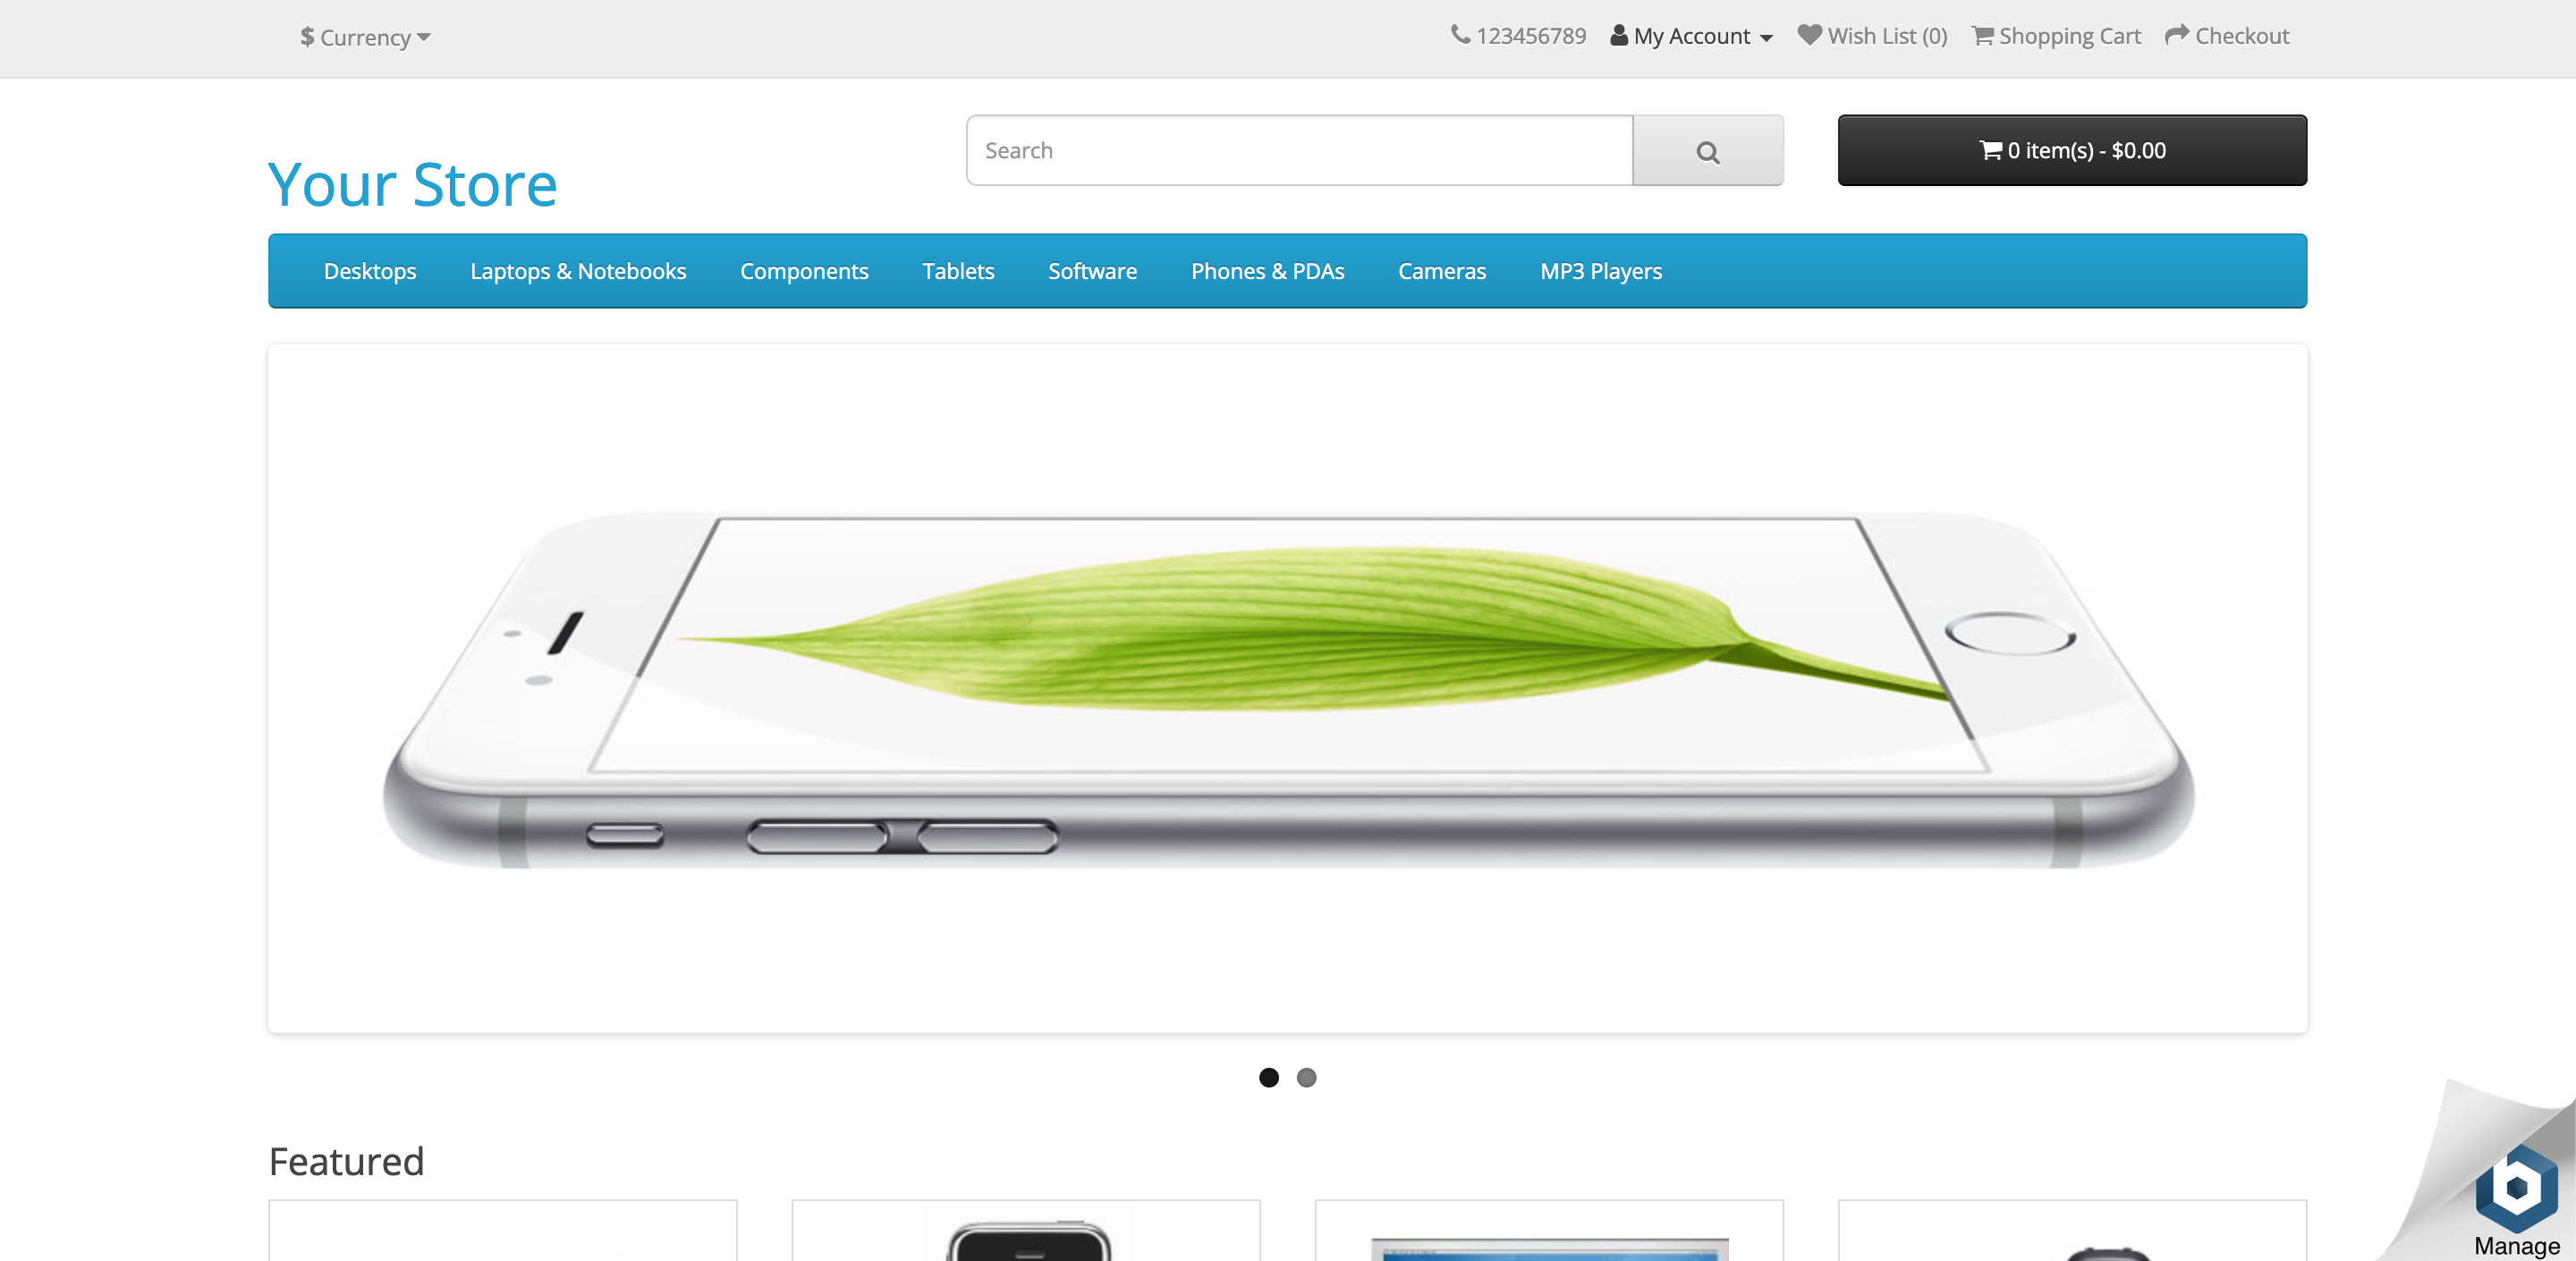 $ Currency
123456789 My Account Wish List (0) Shopping Cart Checkout
Your Store
Search
0 item(s) - $0.00
Desktops Laptops & Notebooks Components Tablets Software Phones & PDAs Cameras MP3 Players
Featured
b
Manage